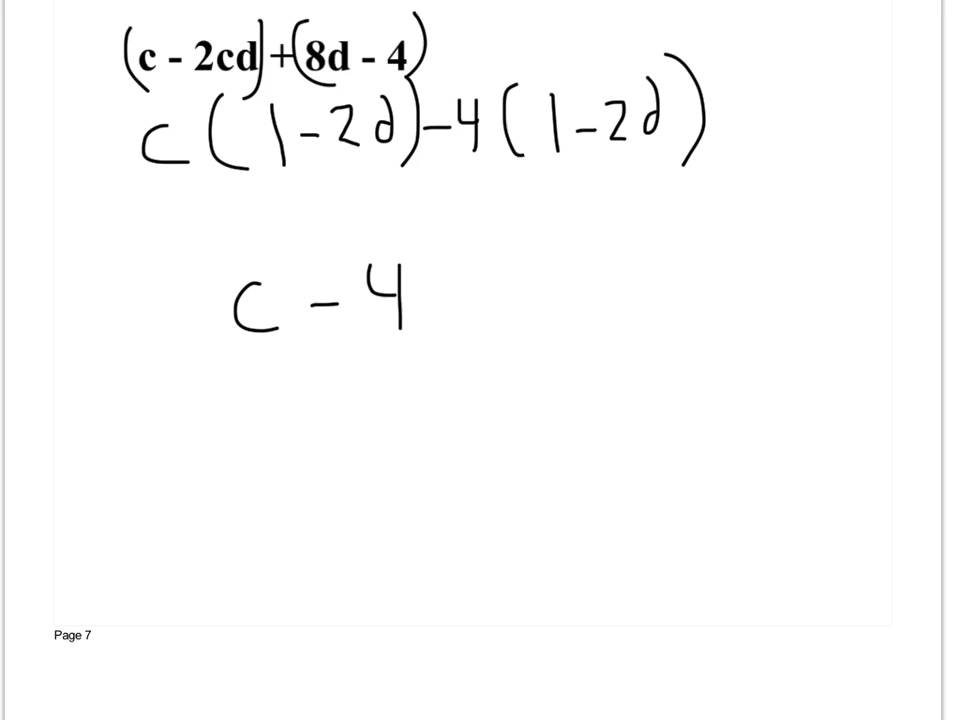 (c - 2cd)+(8d - 4)
c(1-2d)-4(1-2d)
c - 4
Page 7